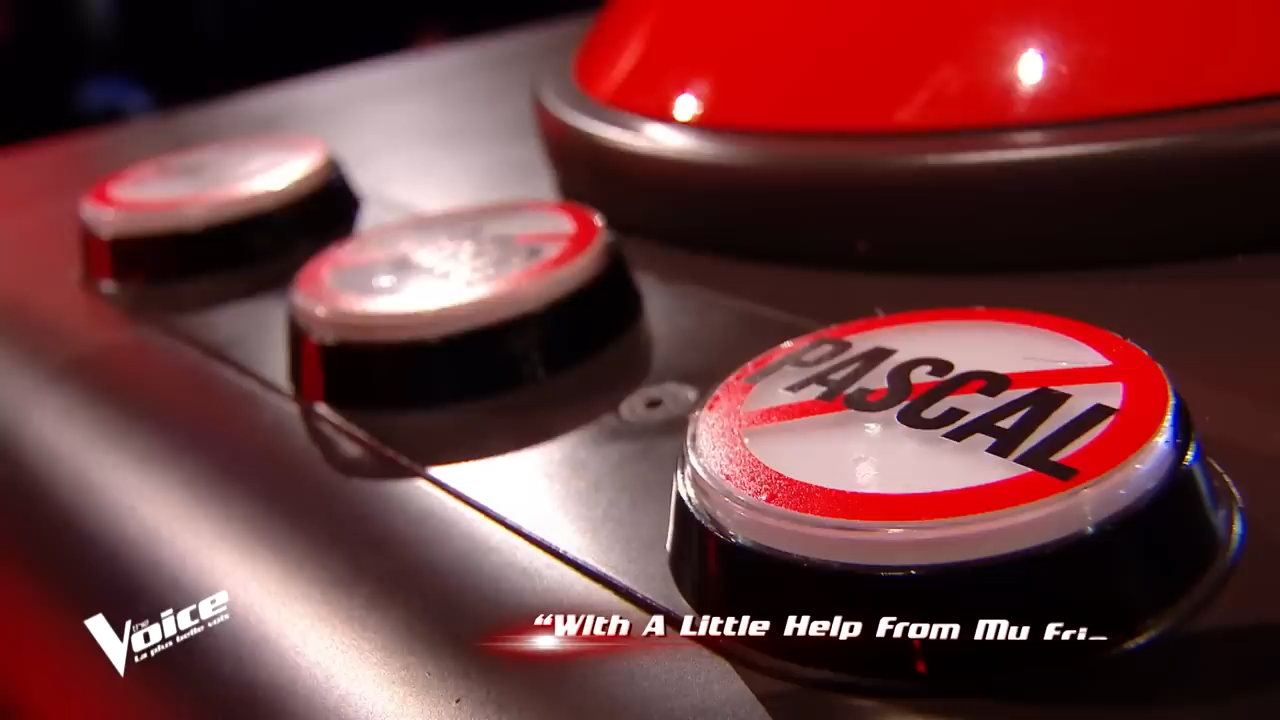 PASCAL
the
Voice
La plus belle voix
“With A Little Help From My Fri